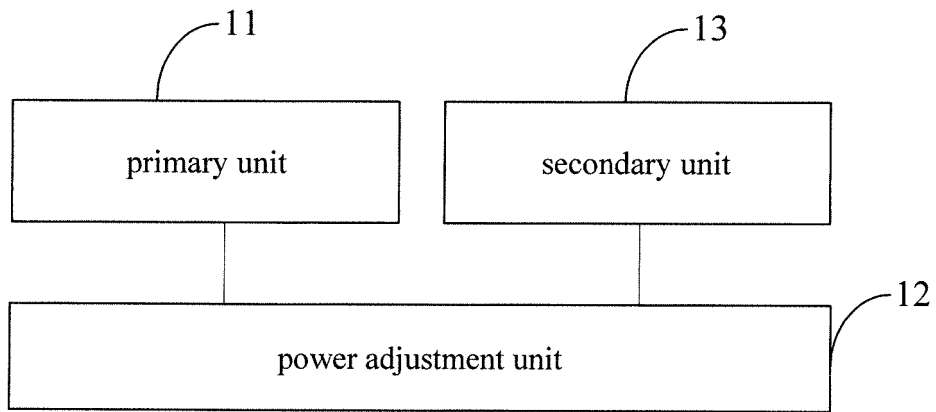 11
13
primary unit
secondary unit
12
power adjustment unit